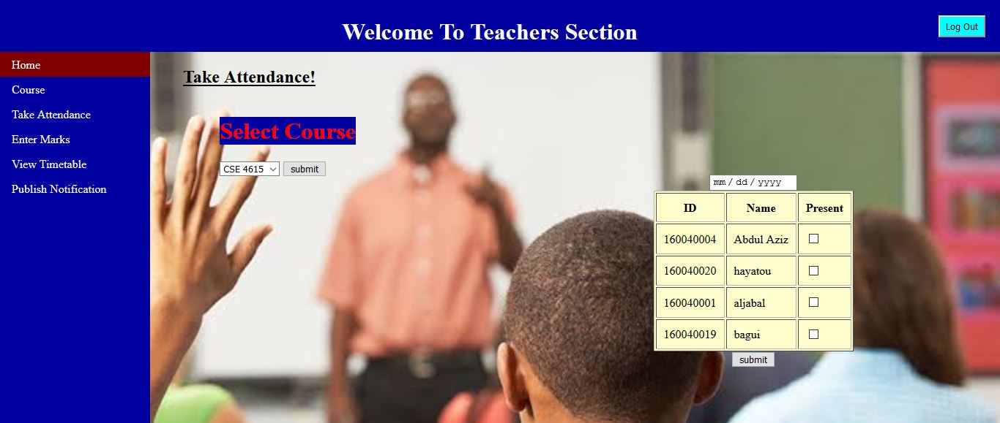 Welcome To Teachers Section
Log Out
Home
Course
Take Attendance
Enter Marks
View Timetable
Publish Notification
Take Attendance!
Select Course
CSE 4615 submit
mm / dd / yyyy
ID Name Present
160040004 Abdul Aziz
160040020 hayatou
160040001 aljabal
160040019 bagui
submit